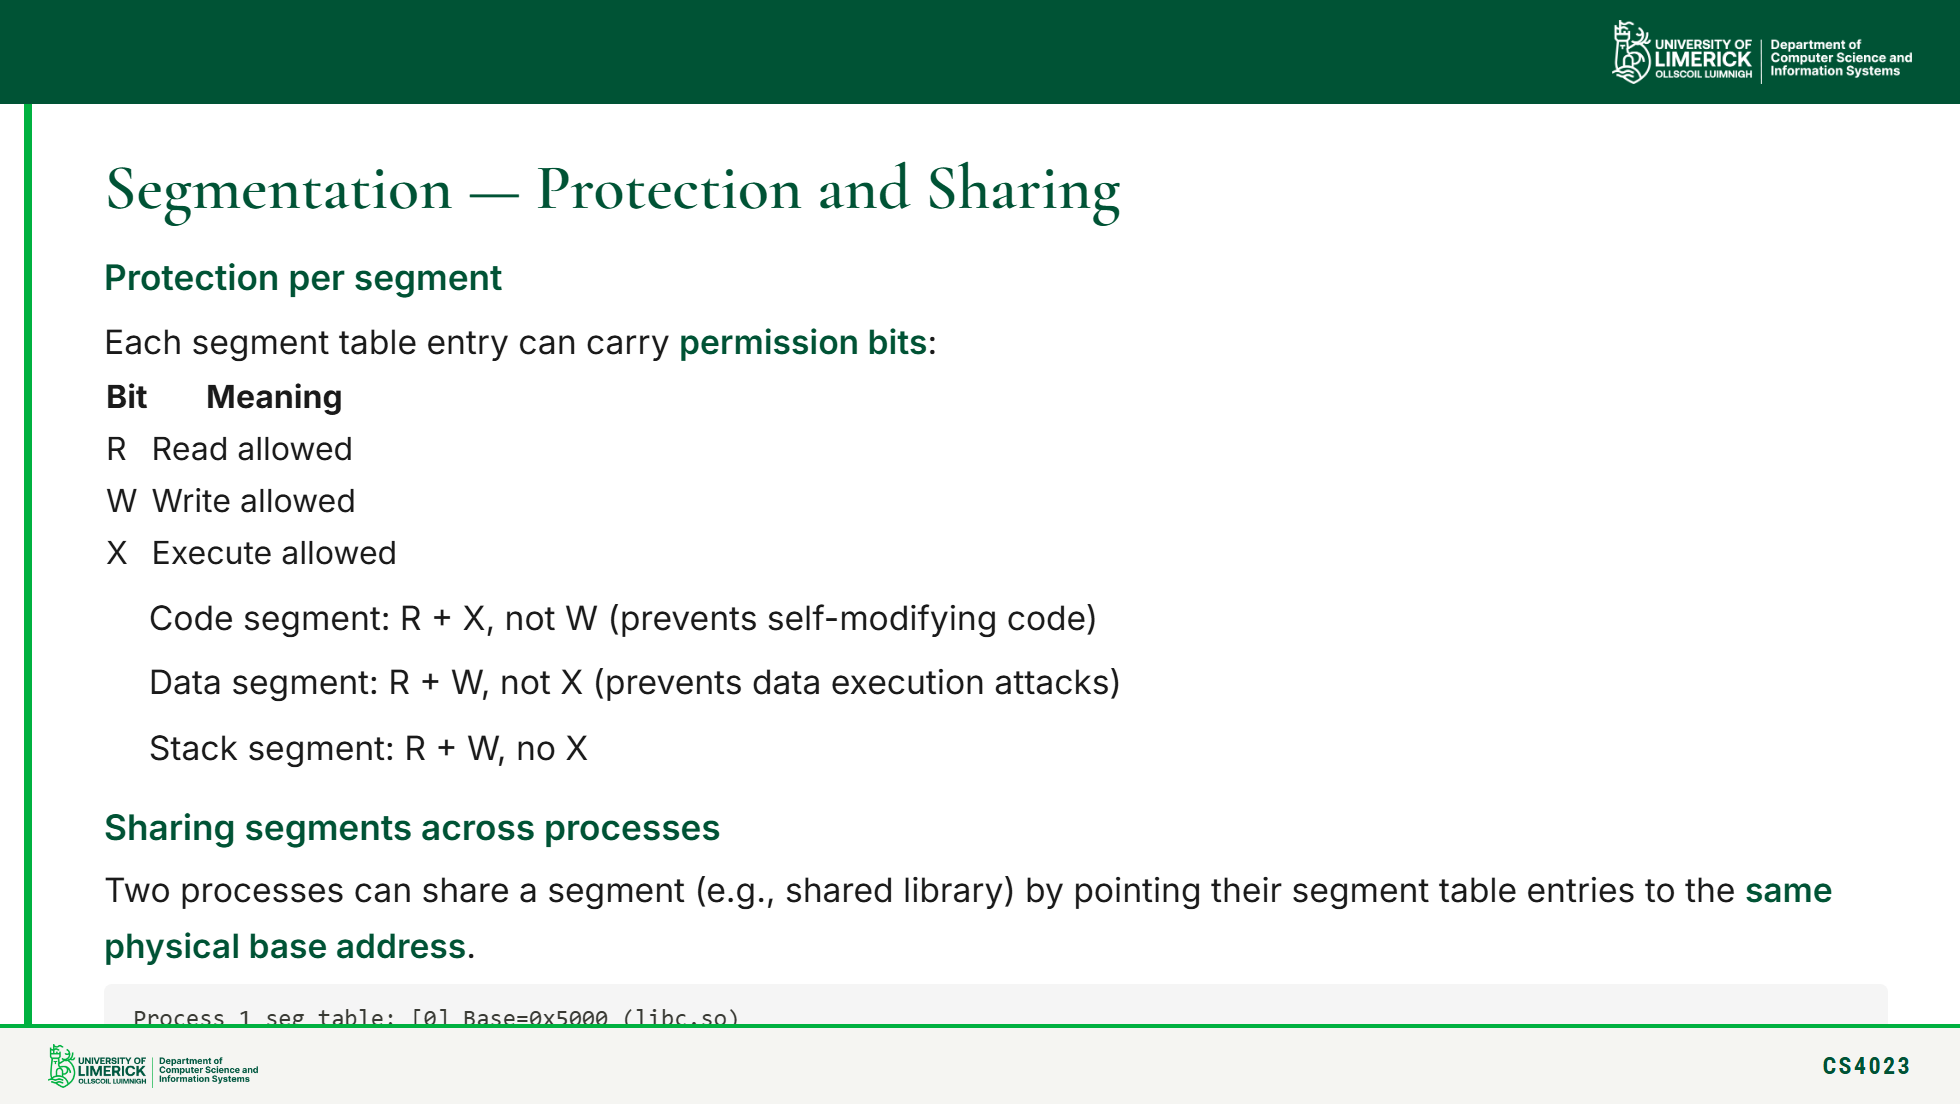 UNIVERSITY OF
LIMERICK
OLLSCOIL LUIMNIGH
Department of
Computer Science and
Information Systems
Segmentation — Protection and Sharing
Protection per segment
Each segment table entry can carry permission bits:
Bit Meaning
R Read allowed
W Write allowed
X Execute allowed
Code segment: R + X, not W (prevents self-modifying code)
Data segment: R + W, not X (prevents data execution attacks)
Stack segment: R + W, no X
Sharing segments across processes
Two processes can share a segment (e.g., shared library) by pointing their segment table entries to the same
physical base address.
Process 1 seg table: [0] Base=0x5000 (libc.so)
UNIVERSITY OF
LIMERICK
OLLSCOIL LUIMNIGH
Department of
Computer Science and
Information Systems
CS4023